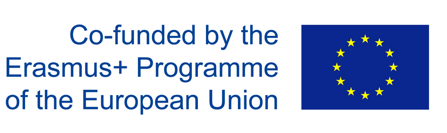 Co-funded by the
Erasmus+ Programme
of the European Union